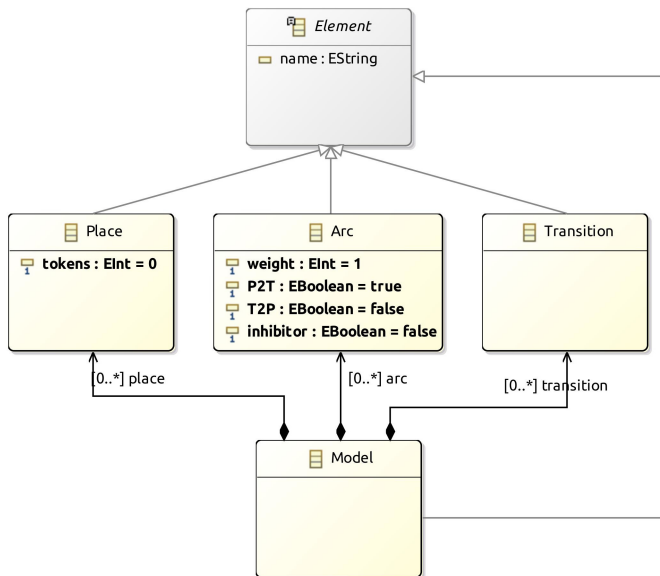 Element
name : EString
Place
tokens : EInt = 0
Arc
weight : EInt = 1
P2T : EBoolean = true
T2P : EBoolean = false
inhibitor : EBoolean = false
Transition
[0..*] place
[0..*] arc
[0..*] transition
Model